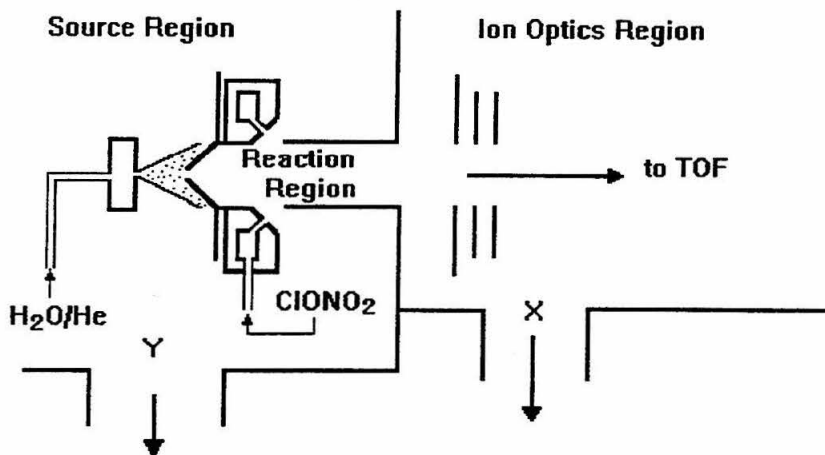 Source Region
Ion Optics Region
Reaction
Region
to TOF
H₂O/He
ClONO₂
X
Y